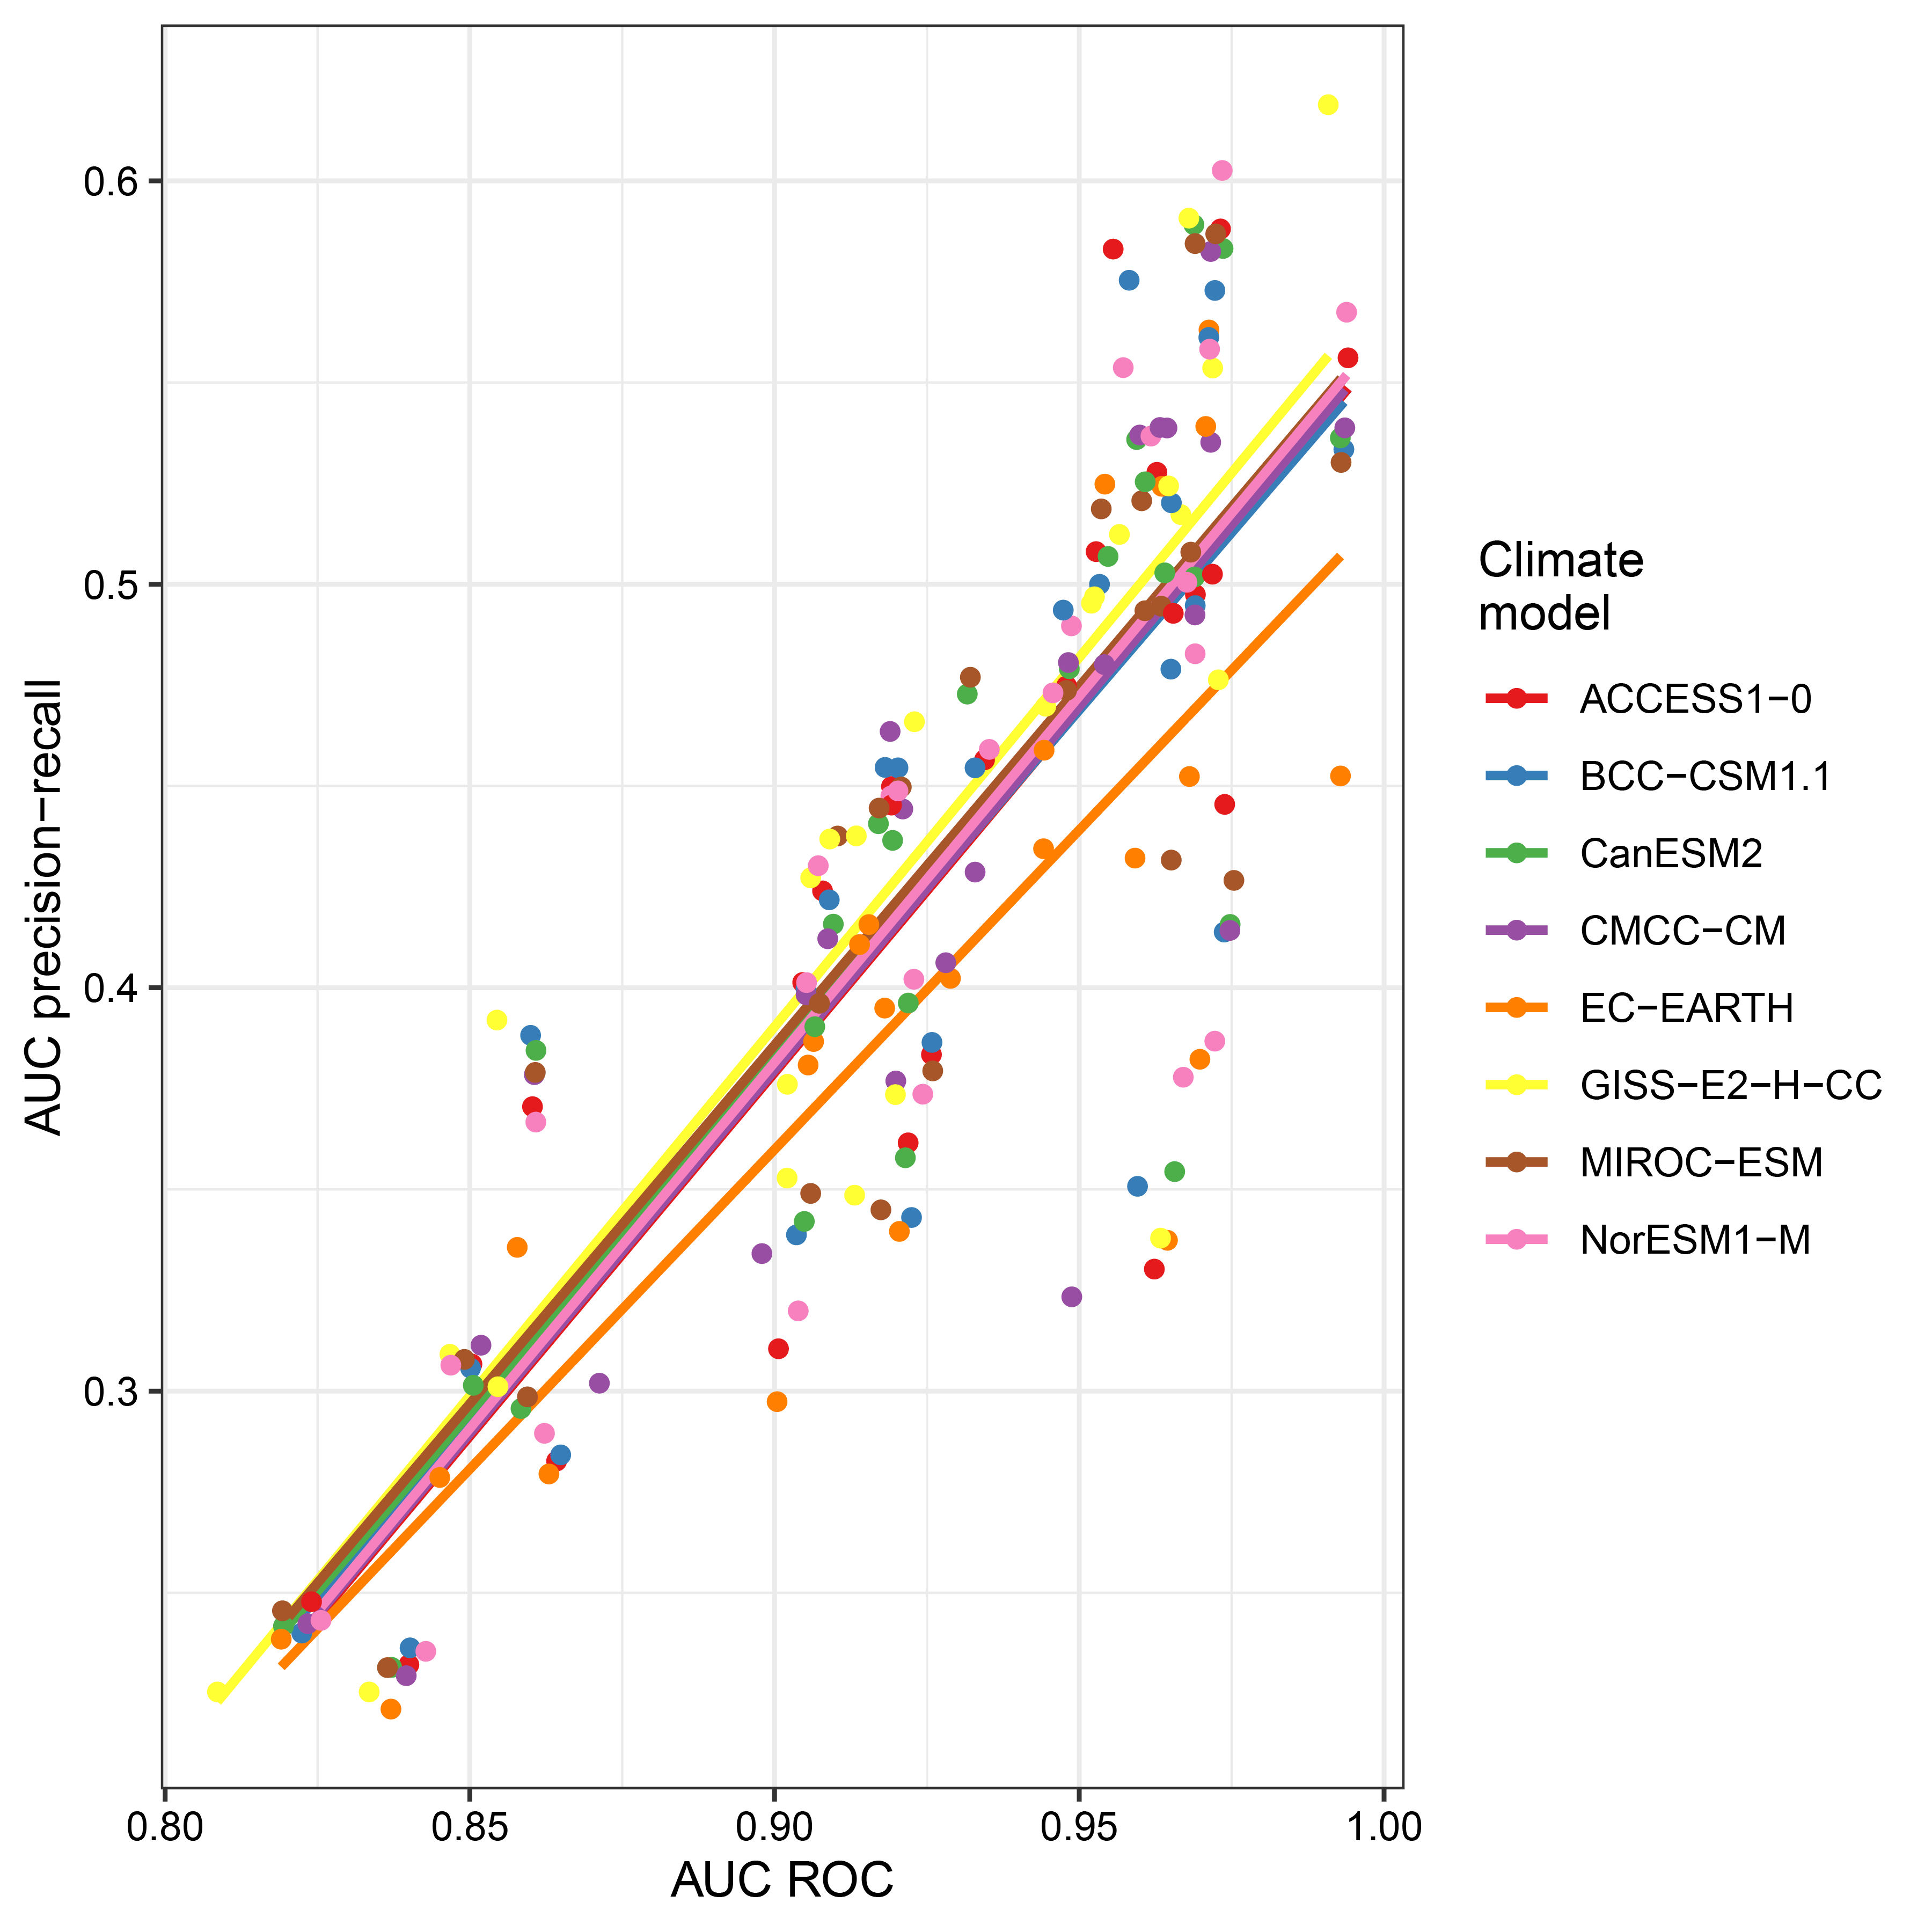 0.6
0.5
0.4
0.3
AUC precision−recall
0.80 0.85 0.90 0.95 1.00
AUC ROC
Climate
model
ACCESS1−0
BCC−CSM1.1
CanESM2
CMCC−CM
EC−EARTH
GISS−E2−H−CC
MIROC−ESM
NorESM1−M